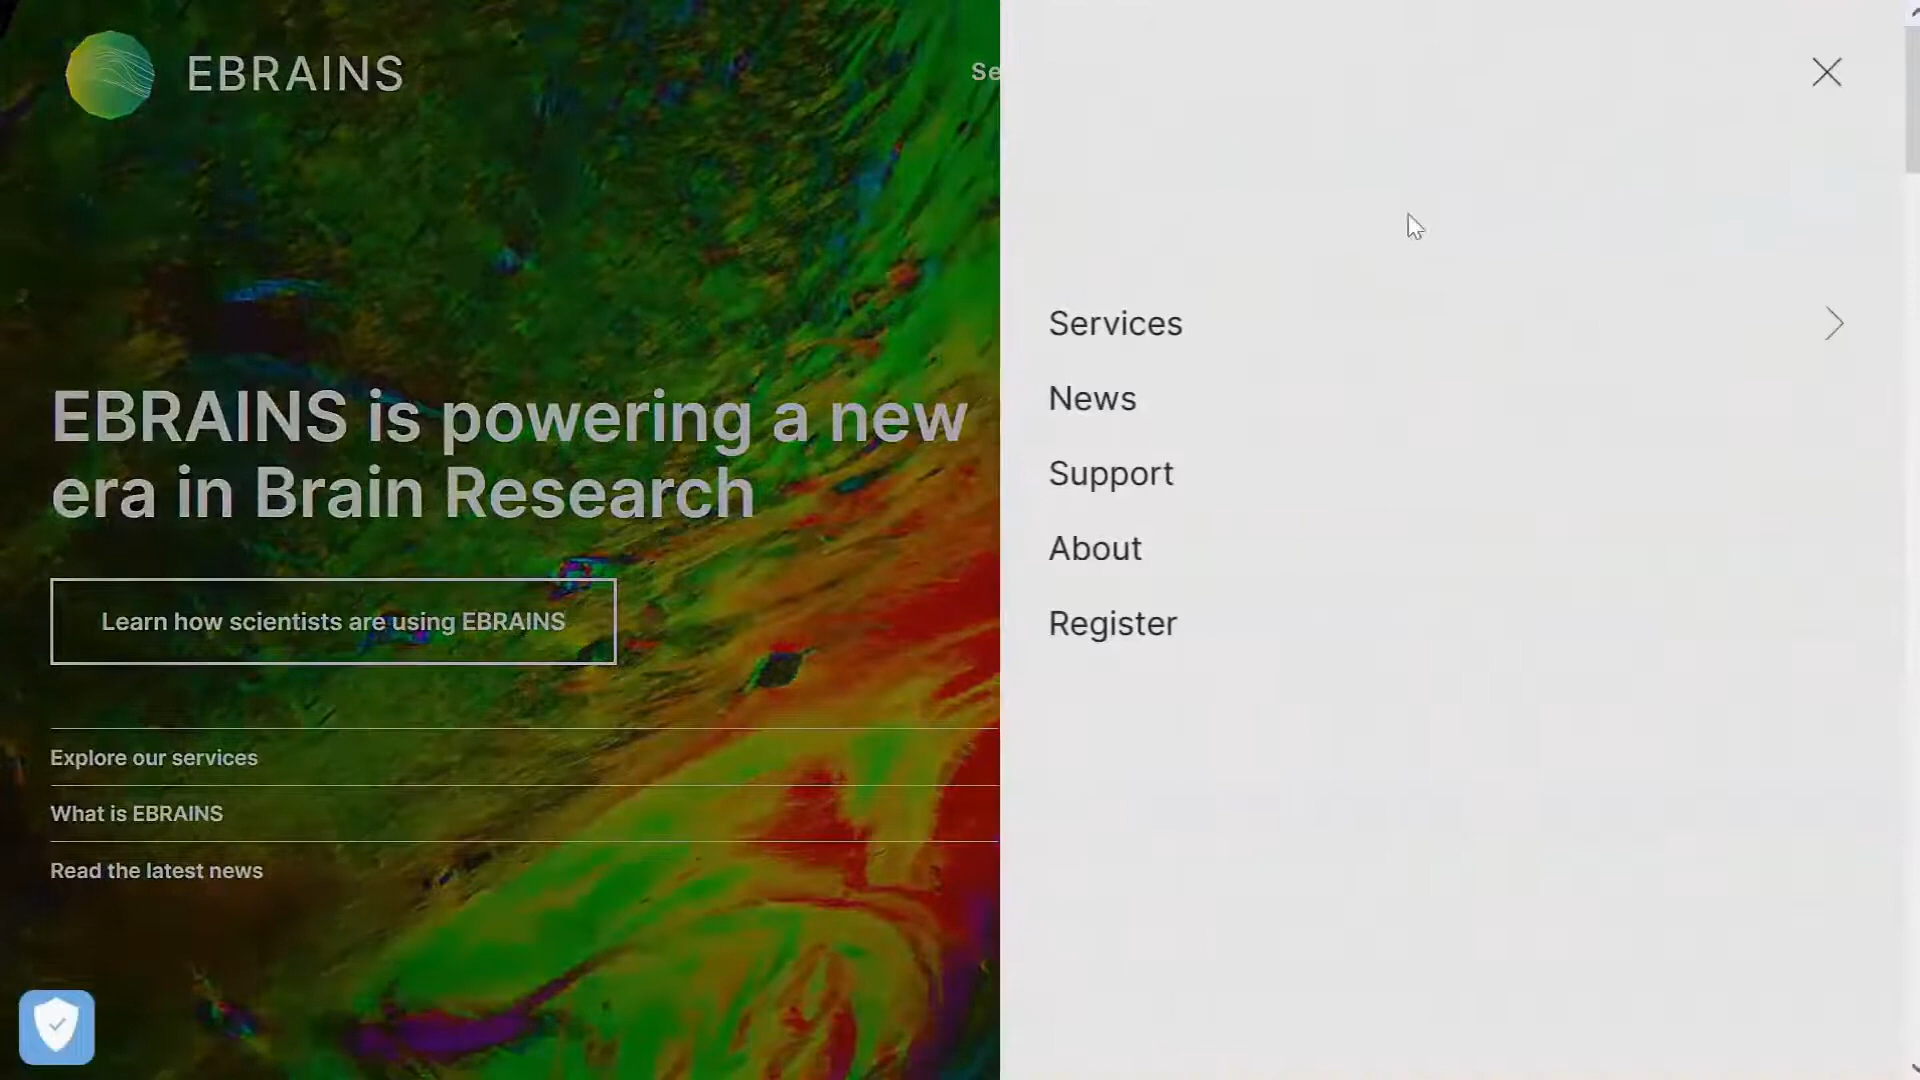 EBRAINS
Se
EBRAINS is powering a new
era in Brain Research
Learn how scientists are using EBRAINS
Explore our services
What is EBRAINS
Read the latest news
Services
News
Support
About
Register